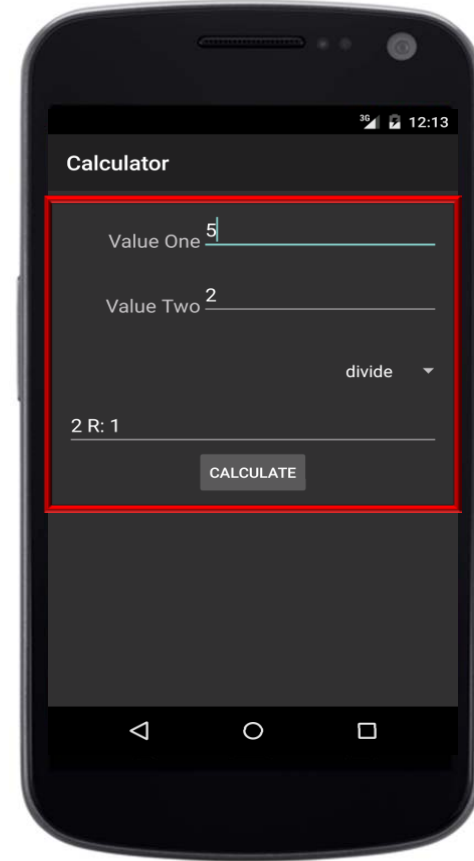 3G 12:13
Calculator
Value One 5
Value Two 2
divide
2 R: 1
CALCULATE